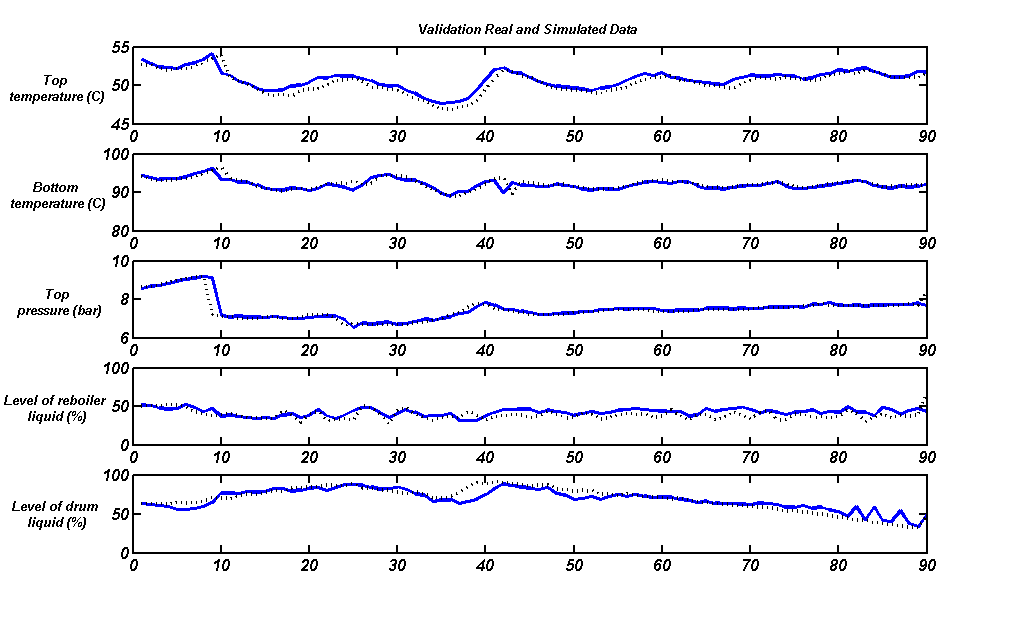 Validation Real and Simulated Data
55
50
45
Top
temperature (C)
0 10 20 30 40 50 60 70 80 90
100
90
80
Bottom
temperature (C)
0 10 20 30 40 50 60 70 80 90
10
8
6
Top
pressure (bar)
0 10 20 30 40 50 60 70 80 90
100
50
0
Level of reboiler
liquid (%)
0 10 20 30 40 50 60 70 80 90
100
50
0
Level of drum
liquid (%)
0 10 20 30 40 50 60 70 80 90